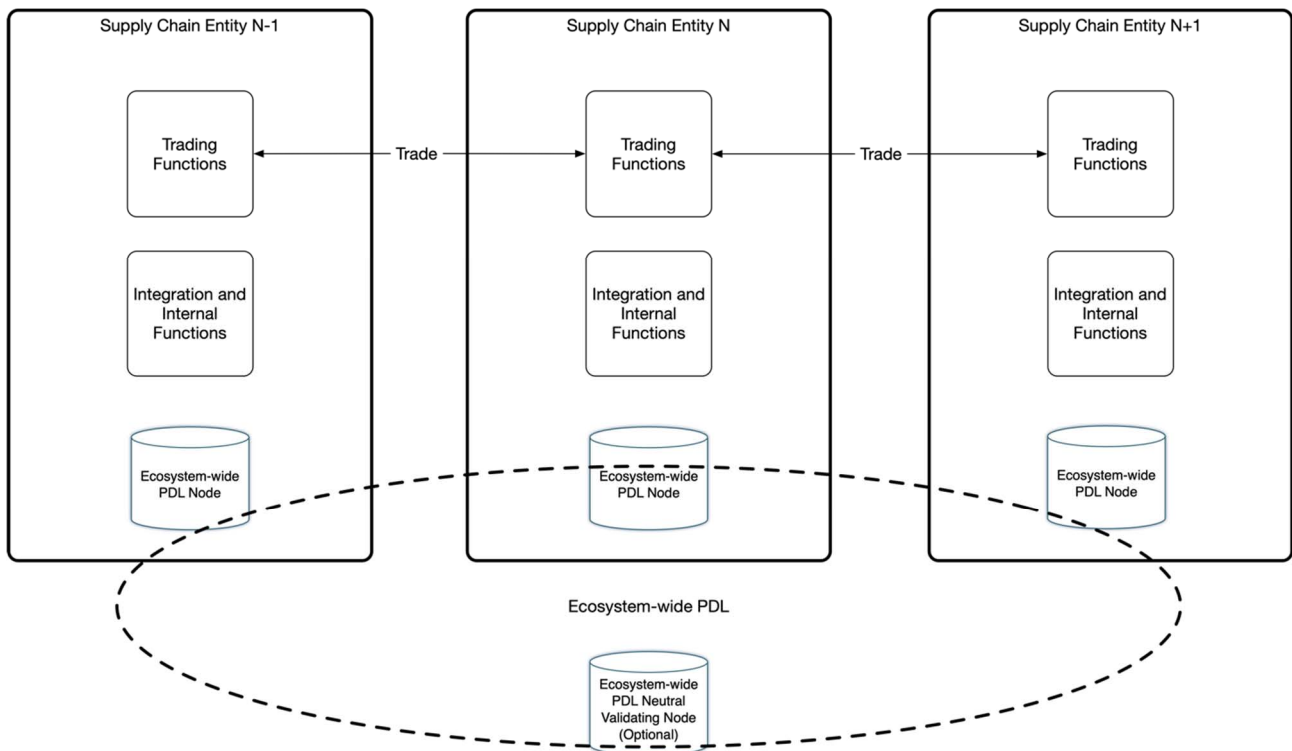 Supply Chain Entity N-1
Supply Chain Entity N
Supply Chain Entity N+1
Trading
Functions
Trade
Trading
Functions
Trade
Trading
Functions
Integration and
Internal
Functions
Integration and
Internal
Functions
Integration and
Internal
Functions
Ecosystem-wide
PDL Node
Ecosystem-wide
PDL Node
Ecosystem-wide
PDL Node
Ecosystem-wide PDL
Ecosystem-wide
PDL Neutral
Validating Node
(Optional)